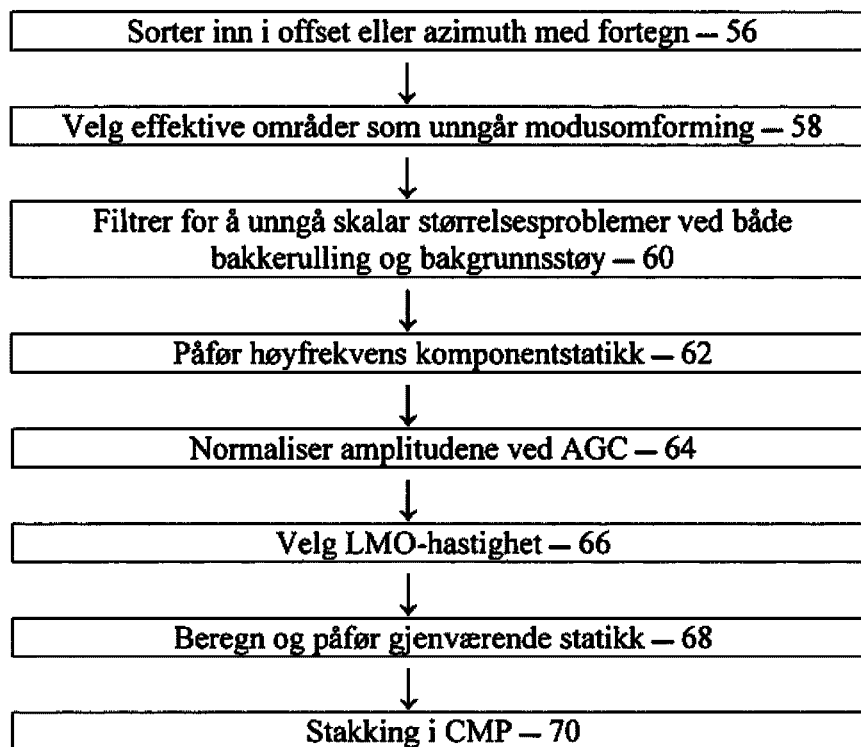 Sorter inn i offset eller azimuth med fortegn — 56
Velg effektive områder som unngår modusomforming — 58
Filtrer for å unngå skalar størrelsesproblemer ved både
bakkerulling og bakgrunnsstøy — 60
Påfør høyfrekvens komponentstatikk — 62
Normaliser amplitudene ved AGC — 64
Velg LMO-hastighet — 66
Beregn og påfør gjenværende statikk — 68
Stakking i CMP — 70